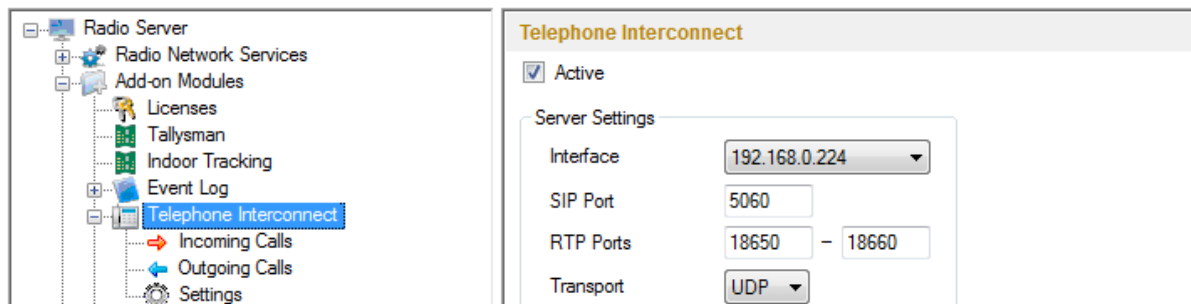 Radio Server
Radio Network Services
Add-on Modules
Licenses
Tallysman
Indoor Tracking
Event Log
Telephone Interconnect
Incoming Calls
Outgoing Calls
Settings
Telephone Interconnect
Active
Server Settings
Interface 192.168.0.224
SIP Port 5060
RTP Ports 18650 – 18660
Transport UDP